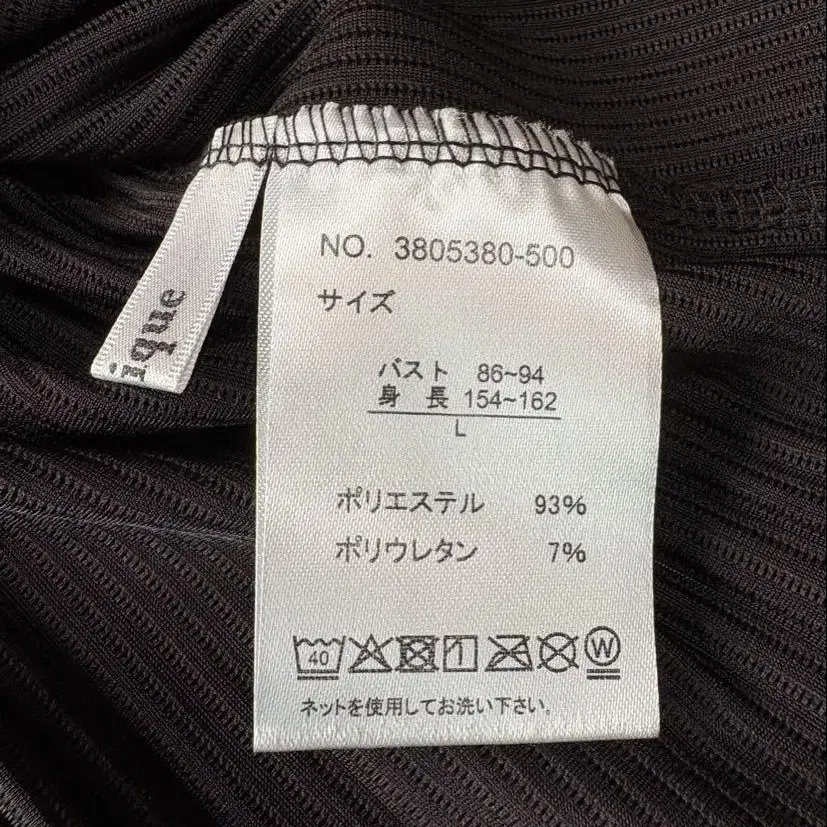 NO. 3805380-500
サイズ
バスト 86~94
身 長 154~162
L
ポリエステル 93%
ポリウレタン 7%
40
W
ネットを使用してお洗い下さい。
ique